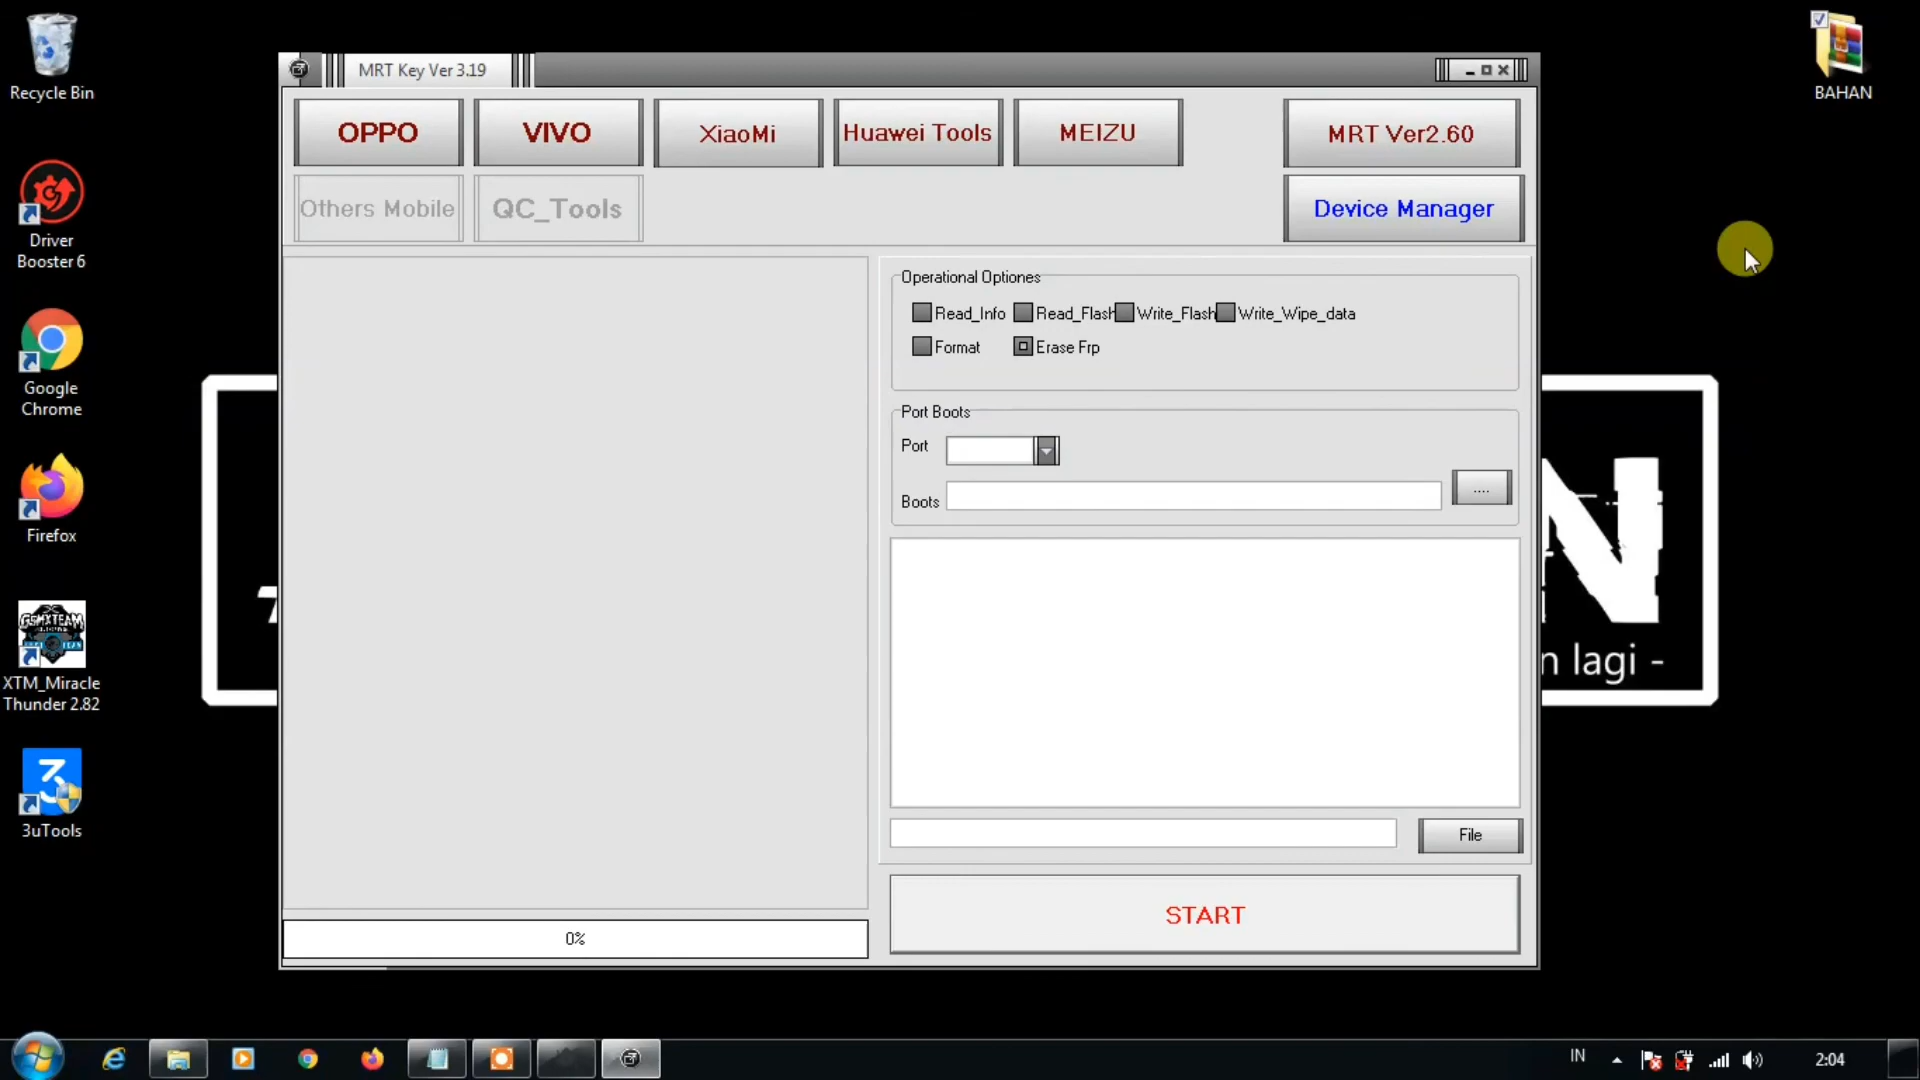 Recycle Bin
Driver
Booster 6
Google
Chrome
Firefox
GSMXTEAM
XTM_Miracle
Thunder 2.82
3uTools
BAHAN
MRT Key Ver 3.19
OPPO
VIVO
XiaoMi
Huawei Tools
MEIZU
MRT Ver2.60
Others Mobile
QC_Tools
Device Manager
Operational Optiones
Read_Info
Read_Flash
Write_Flash
Write_Wipe_data
Format
Erase Frp
Port Boots
Port
Boots
....
File
START
0%
N
n lagi -
IN
2:04